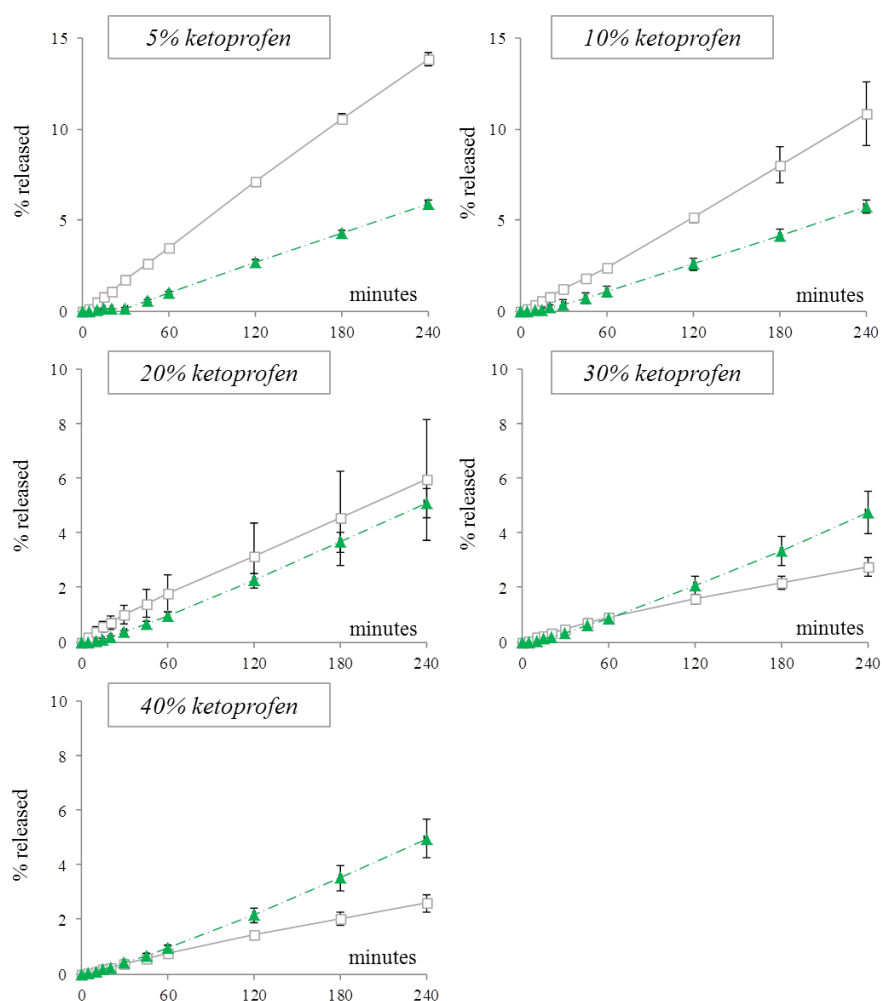 5% ketoprofen
15
10
5
0
% released
minutes
0 60 120 180 240
10% ketoprofen
15
10
5
0
% released
minutes
0 60 120 180 240
20% ketoprofen
10
8
6
4
2
0
% released
minutes
0 60 120 180 240
30% ketoprofen
10
8
6
4
2
0
% released
minutes
0 60 120 180 240
40% ketoprofen
10
8
6
4
2
0
% released
minutes
0 60 120 180 240